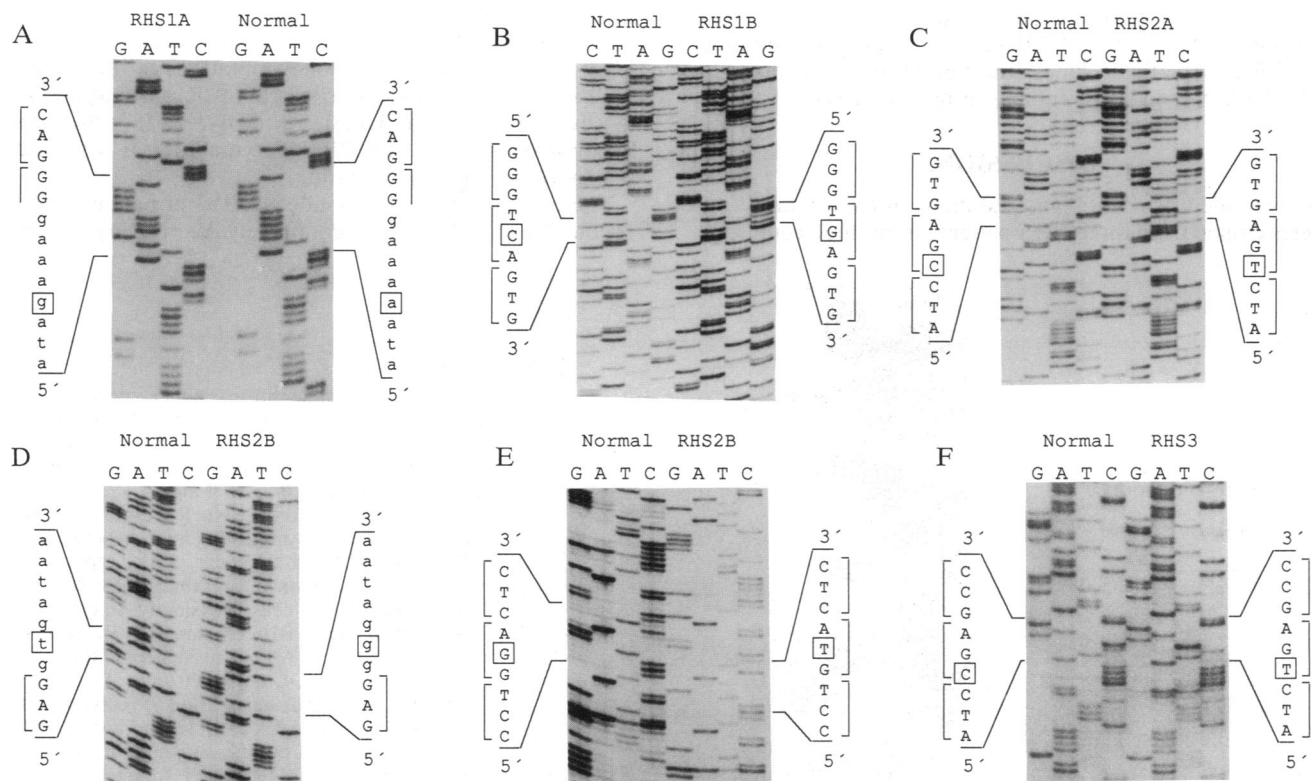 A
RHS1A Normal
G A T C G A T C
3´
C
A
G
G
G
g
a
a
a
g
a
t
a
5´
3´
C
A
G
G
G
g
a
a
a
a
a
t
a
5´
B
Normal RHS1B
C T A G C T A G
5´
G
G
G
T
C
A
G
T
G
3´
5´
G
G
G
T
G
A
G
T
G
3´
C
Normal RHS2A
G A T C G A T C
3´
G
T
G
A
G
C
C
T
A
5´
3´
G
T
G
A
G
T
C
T
A
5´
D
Normal RHS2B
G A T C G A T C
3´
a
a
t
a
g
t
g
G
A
G
5´
3´
a
a
t
a
g
g
g
G
A
G
5´
E
Normal RHS2B
G A T C G A T C
3´
C
T
C
A
G
G
T
C
C
5´
3´
C
T
C
A
T
G
T
C
C
5´
F
Normal RHS3
G A T C G A T C
3´
C
C
G
A
G
C
C
T
A
5´
3´
C
C
G
A
G
T
C
T
A
5´